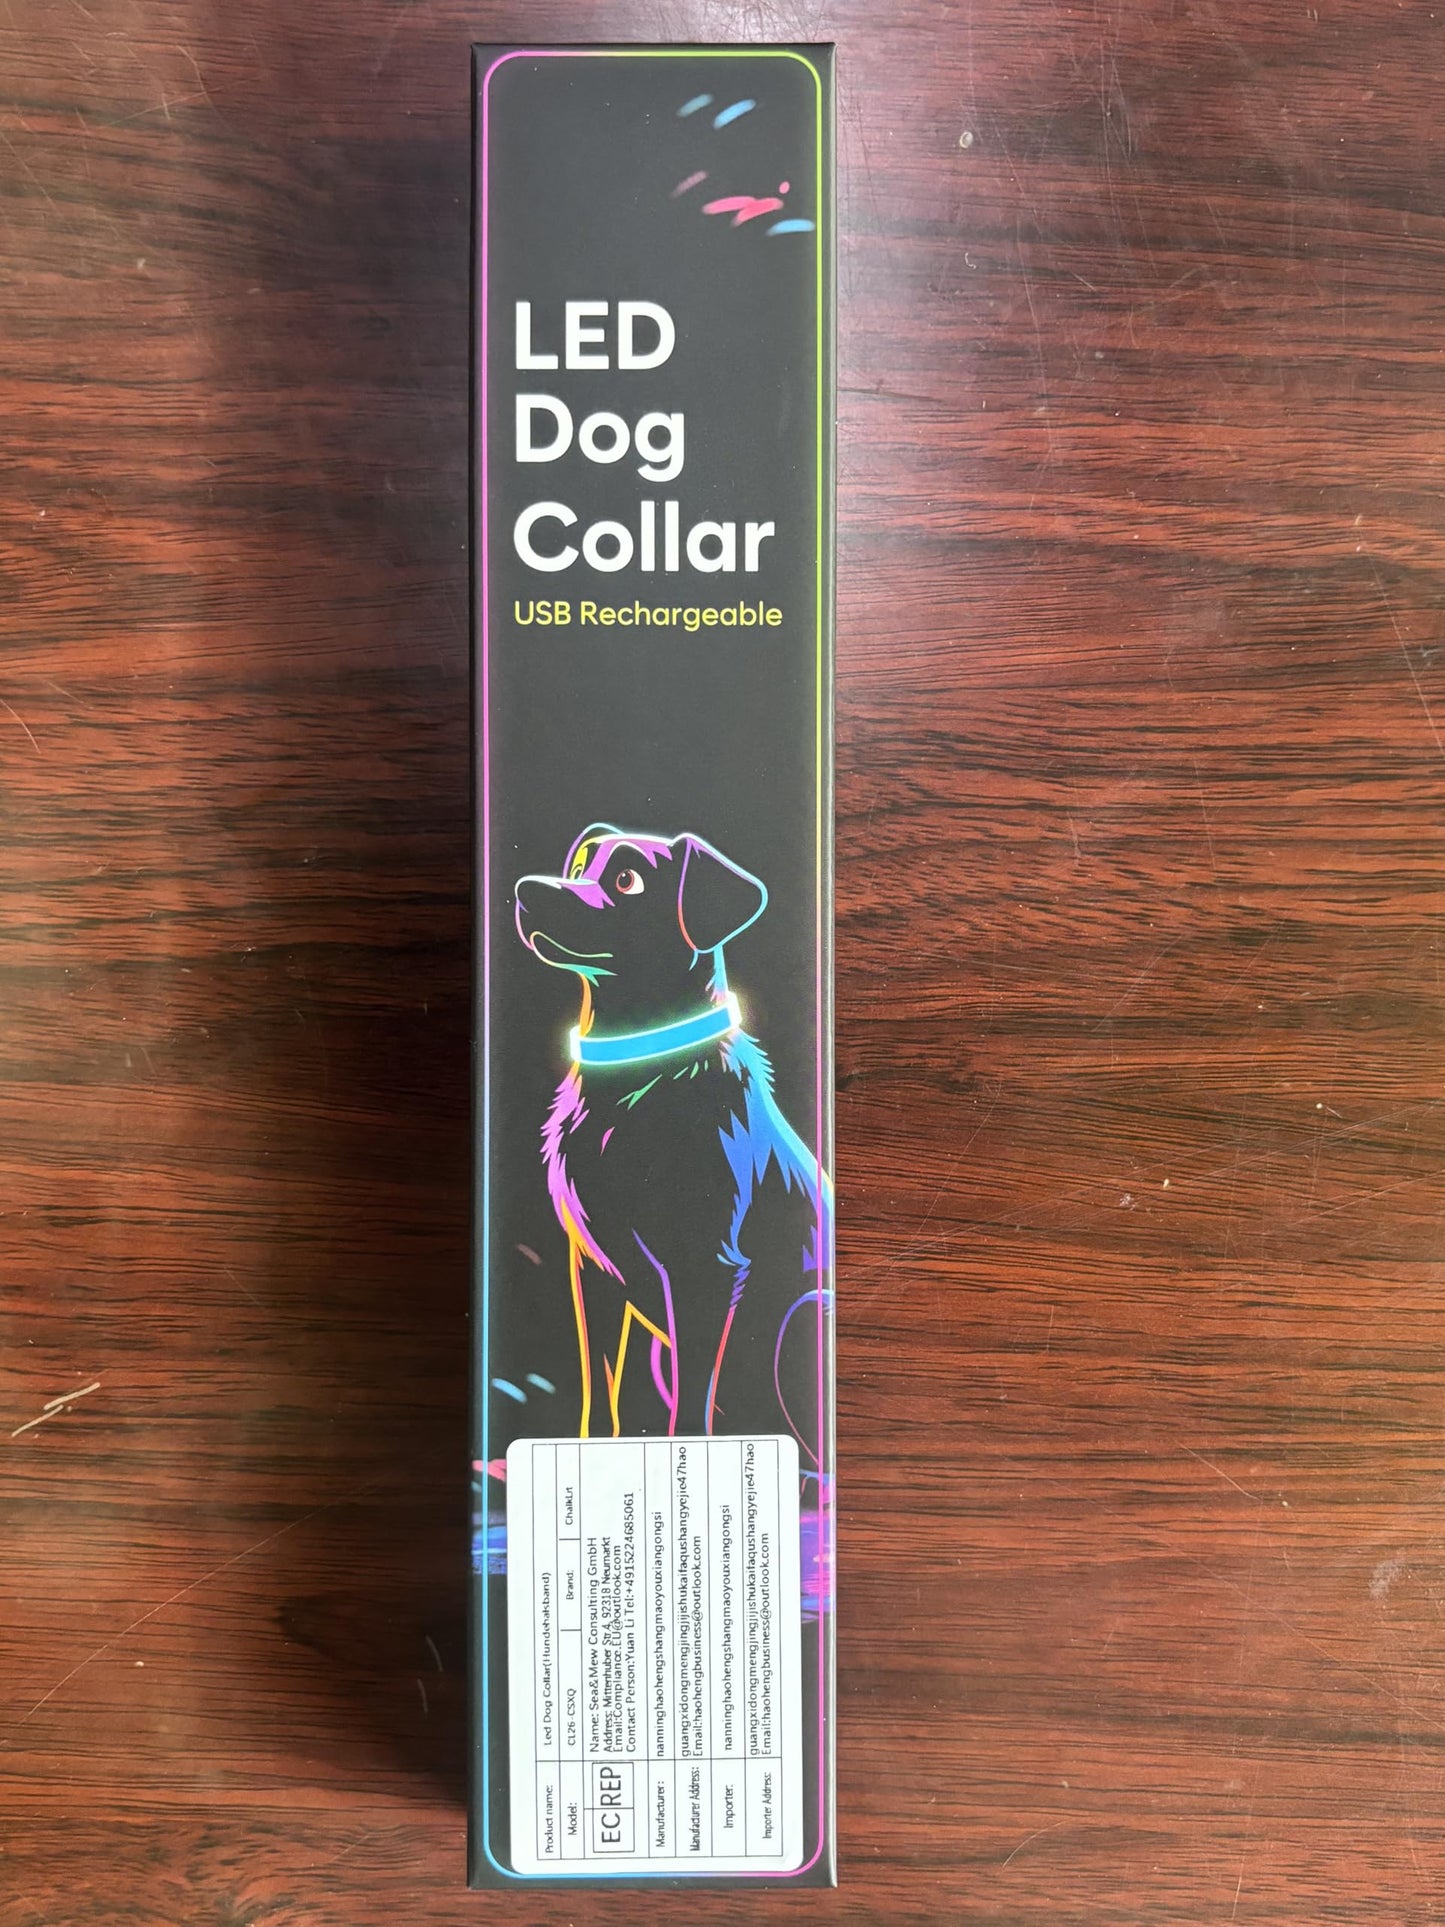 LED
Dog
Collar
USB Rechargeable
Product name: Led Dog Collar(Hundehalsband)
Model: CL26-CSXQ Brand: ChalkLit
EC REP
Name: Sea&Mew Consulting GmbH
Address: Mittenhuber Str.4, 92318 Neumarkt
Email:Compliance.EU@outlook.com
Contact Person:Yuan Li Tel:+4915224685061
Manufacturer: nanninghaohengshangmaoyouxiangongsi
Manufacturer Address: guangxidongmengjingjijishukaifaqushangyejie47hao
Email:haohengbusiness@outlook.com
Importer: nanninghaohengshangmaoyouxiangongsi
Importer Address: guangxidongmengjingjijishukaifaqushangyejie47hao
Email:haohengbusiness@outlook.com